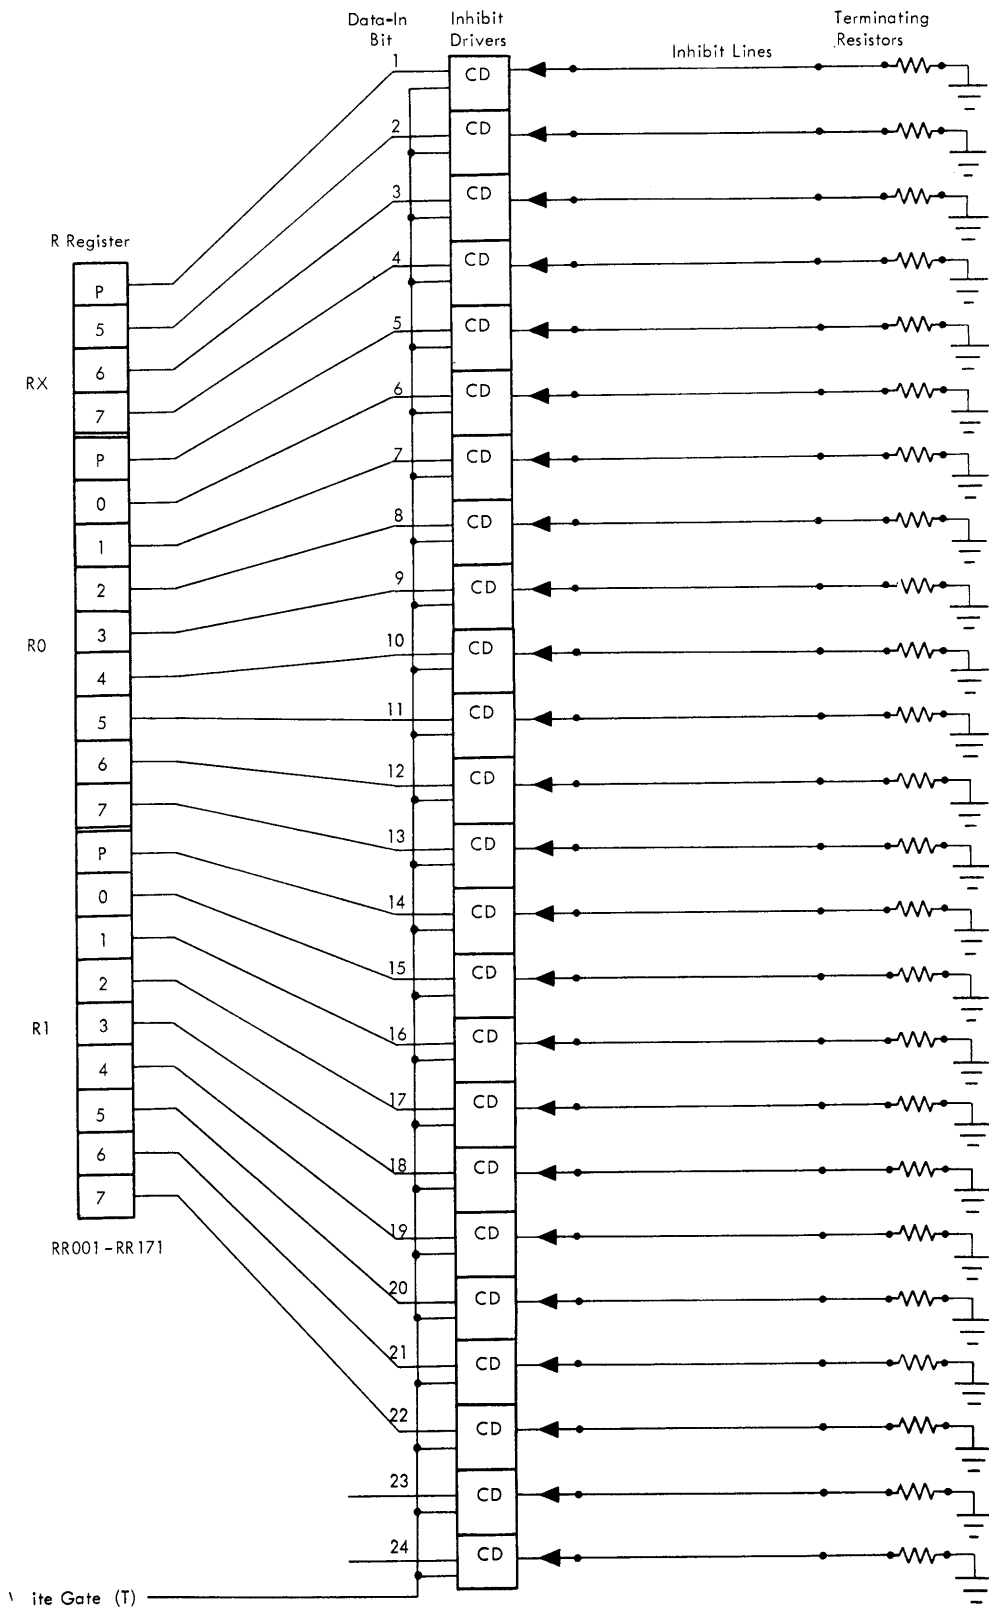 Data-In Bit
Inhibit Drivers
Inhibit Lines
Terminating Resistors
R Register
RX
P
5
6
7
R0
P
0
1
2
3
4
5
6
7
R1
P
0
1
2
3
4
5
6
7
RR001-RR171
1 CD
2 CD
3 CD
4 CD
5 CD
6 CD
7 CD
8 CD
9 CD
10 CD
11 CD
12 CD
13 CD
14 CD
15 CD
16 CD
17 CD
18 CD
19 CD
20 CD
21 CD
22 CD
23 CD
24 CD
ite Gate (T)